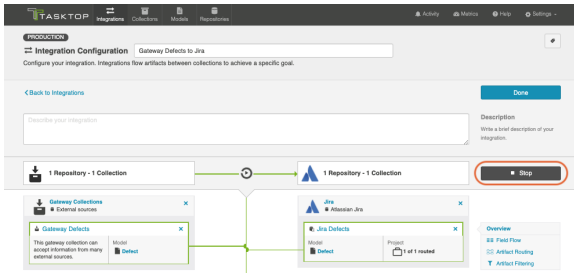 TASKTOP
Integrations
Collections
Models
Repositories
Activity
Metrics
Help
Settings
PRODUCTION
Integration Configuration
Gateway Defects to Jira
Configure your integration. Integrations flow artifacts between collections to achieve a specific goal.
Back to Integrations
Done
Describe your integration
Description
Write a brief description of your
integration.
1 Repository - 1 Collection
1 Repository - 1 Collection
Stop
Gateway Collections
External sources
Jira
Atlassian Jira
Gateway Defects
This gateway collection can
accept information from many
external sources.
Model
Defect
Jira Defects
Model
Defect
Project
1 of 1 routed
Overview
Field Flow
Artifact Routing
Artifact Filtering